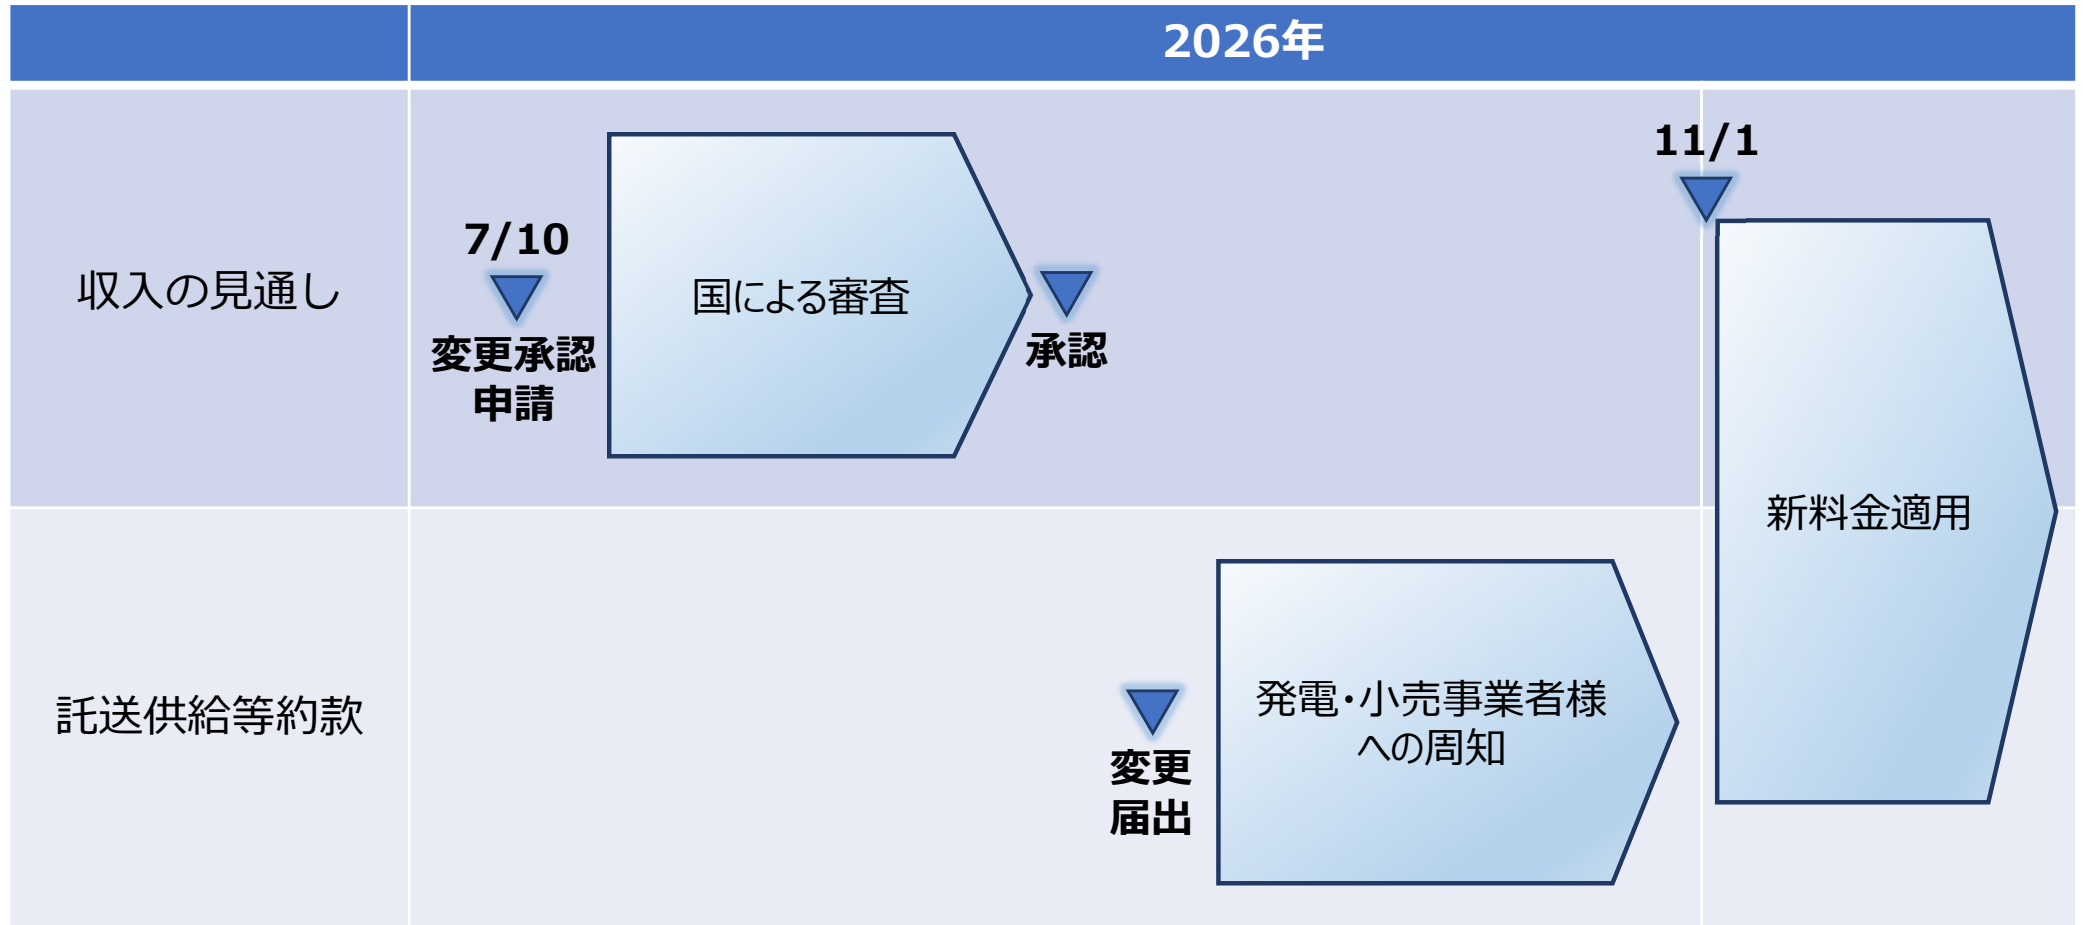 2026年
収入の見通し
7/10
変更承認
申請
国による審査
承認
11/1
新料金適用
託送供給等約款
変更
届出
発電・小売事業者様
への周知